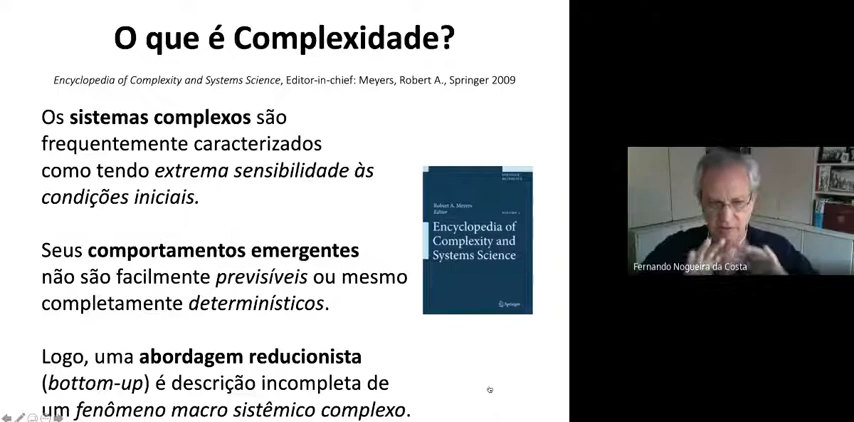 O que é Complexidade?
Encyclopedia of Complexity and Systems Science, Editor-in-chief: Meyers, Robert A., Springer 2009
Os sistemas complexos são
frequentemente caracterizados
como tendo extrema sensibilidade às
condições iniciais.
Seus comportamentos emergentes
não são facilmente previsíveis ou mesmo
completamente determinísticos.
Logo, uma abordagem reducionista
(bottom-up) é descrição incompleta de
um fenômeno macro sistêmico complexo.
Robert A. Meyers
Editor
Encyclopedia of
Complexity and
Systems Science
Springer
Fernando Nogueira da Costa